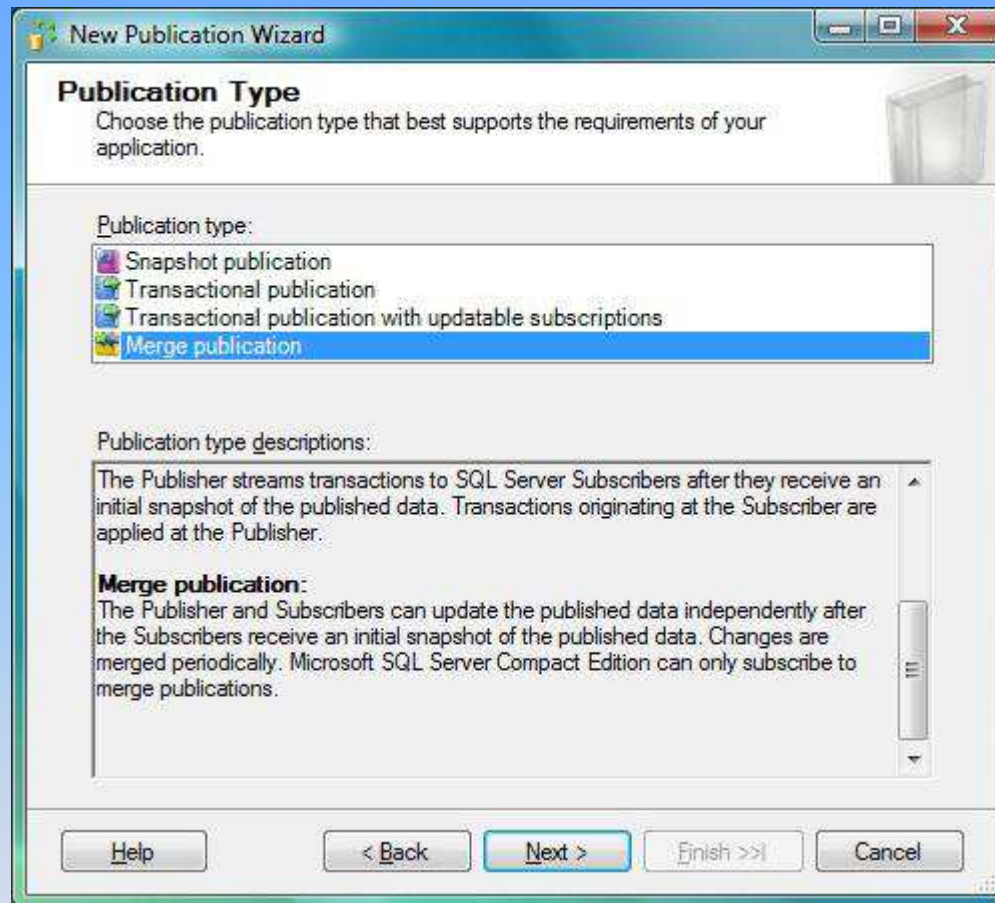 New Publication Wizard
Publication Type
Choose the publication type that best supports the requirements of your
application.
Publication type:
Snapshot publication
Transactional publication
Transactional publication with updatable subscriptions
Merge publication
Publication type descriptions:
The Publisher streams transactions to SQL Server Subscribers after they receive an
initial snapshot of the published data. Transactions originating at the Subscriber are
applied at the Publisher.
Merge publication:
The Publisher and Subscribers can update the published data independently after
the Subscribers receive an initial snapshot of the published data. Changes are
merged periodically. Microsoft SQL Server Compact Edition can only subscribe to
merge publications.
Help
< Back
Next >
Finish >>|
Cancel